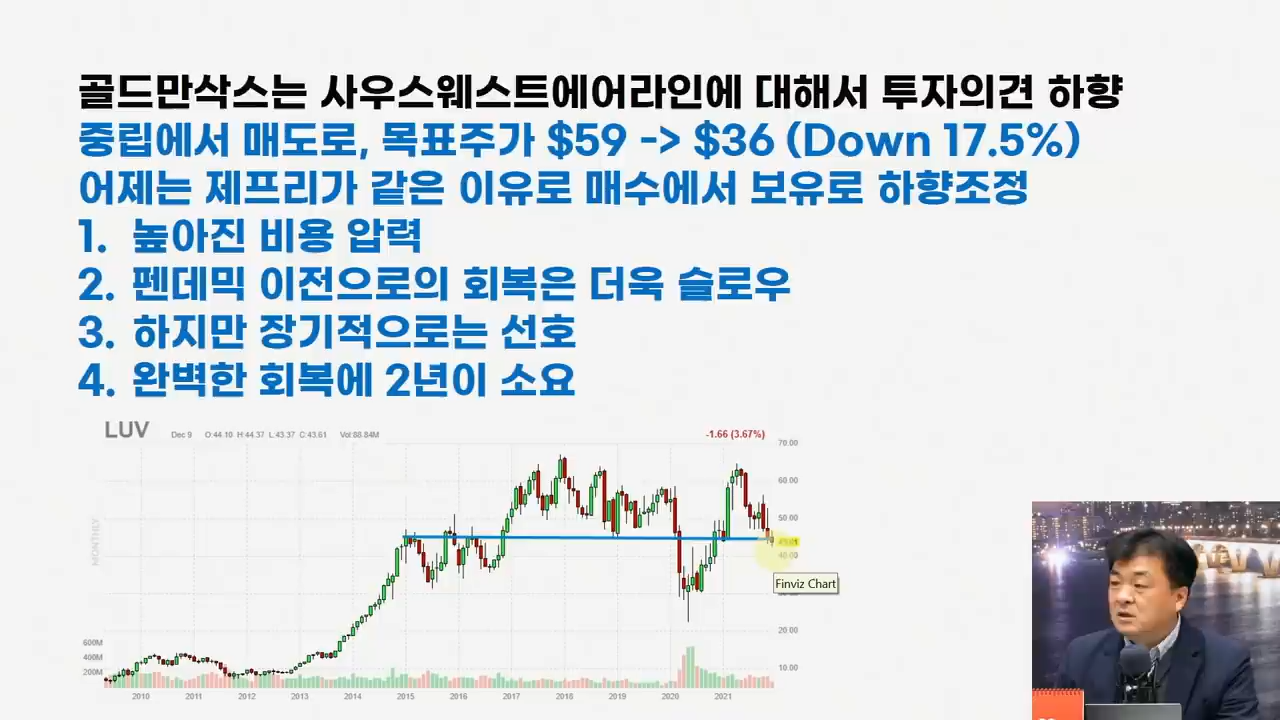 골드만삭스는 사우스웨스트에어라인에 대해서 투자의견 하향
중립에서 매도로, 목표주가 $59 -> $36 (Down 17.5%)
어제는 제프리가 같은 이유로 매수에서 보유로 하향조정
1. 높아진 비용 압력
2. 펜데믹 이전으로의 회복은 더욱 슬로우
3. 하지만 장기적으로는 선호
4. 완벽한 회복에 2년이 소요
LUV Dec 9 O:44.10 H:44.37 L:43.37 C:43.61 Vol:88.84M -1.66 (3.67%)
70.00
60.00
50.00
43.61
40.00
20.00
10.00
MONTHLY
Finviz Chart
600M
400M
200M
2010 2011 2012 2013 2014 2015 2016 2017 2018 2019 2020 2021